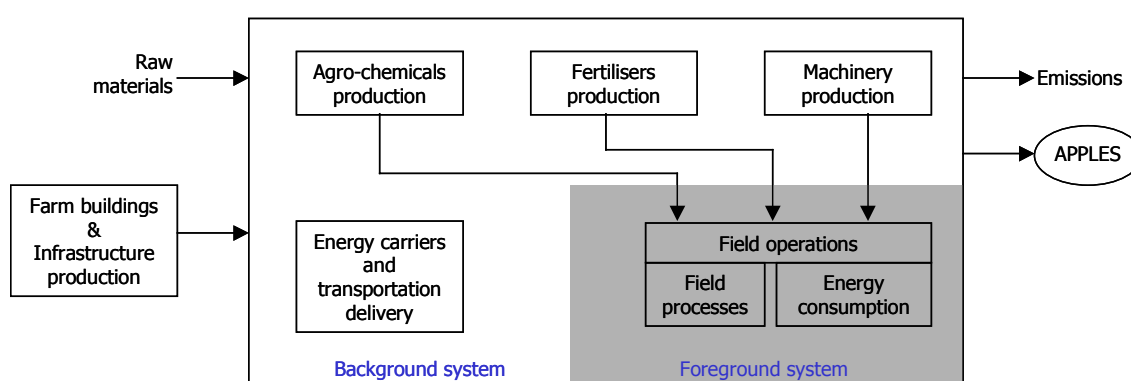 Raw
materials
Agro-chemicals
production
Fertilisers
production
Machinery
production
Emissions
APPLES
Farm buildings
&
Infrastructure
production
Energy carriers
and
transportation
delivery
Field operations
Field
processes
Energy
consumption
Background system
Foreground system